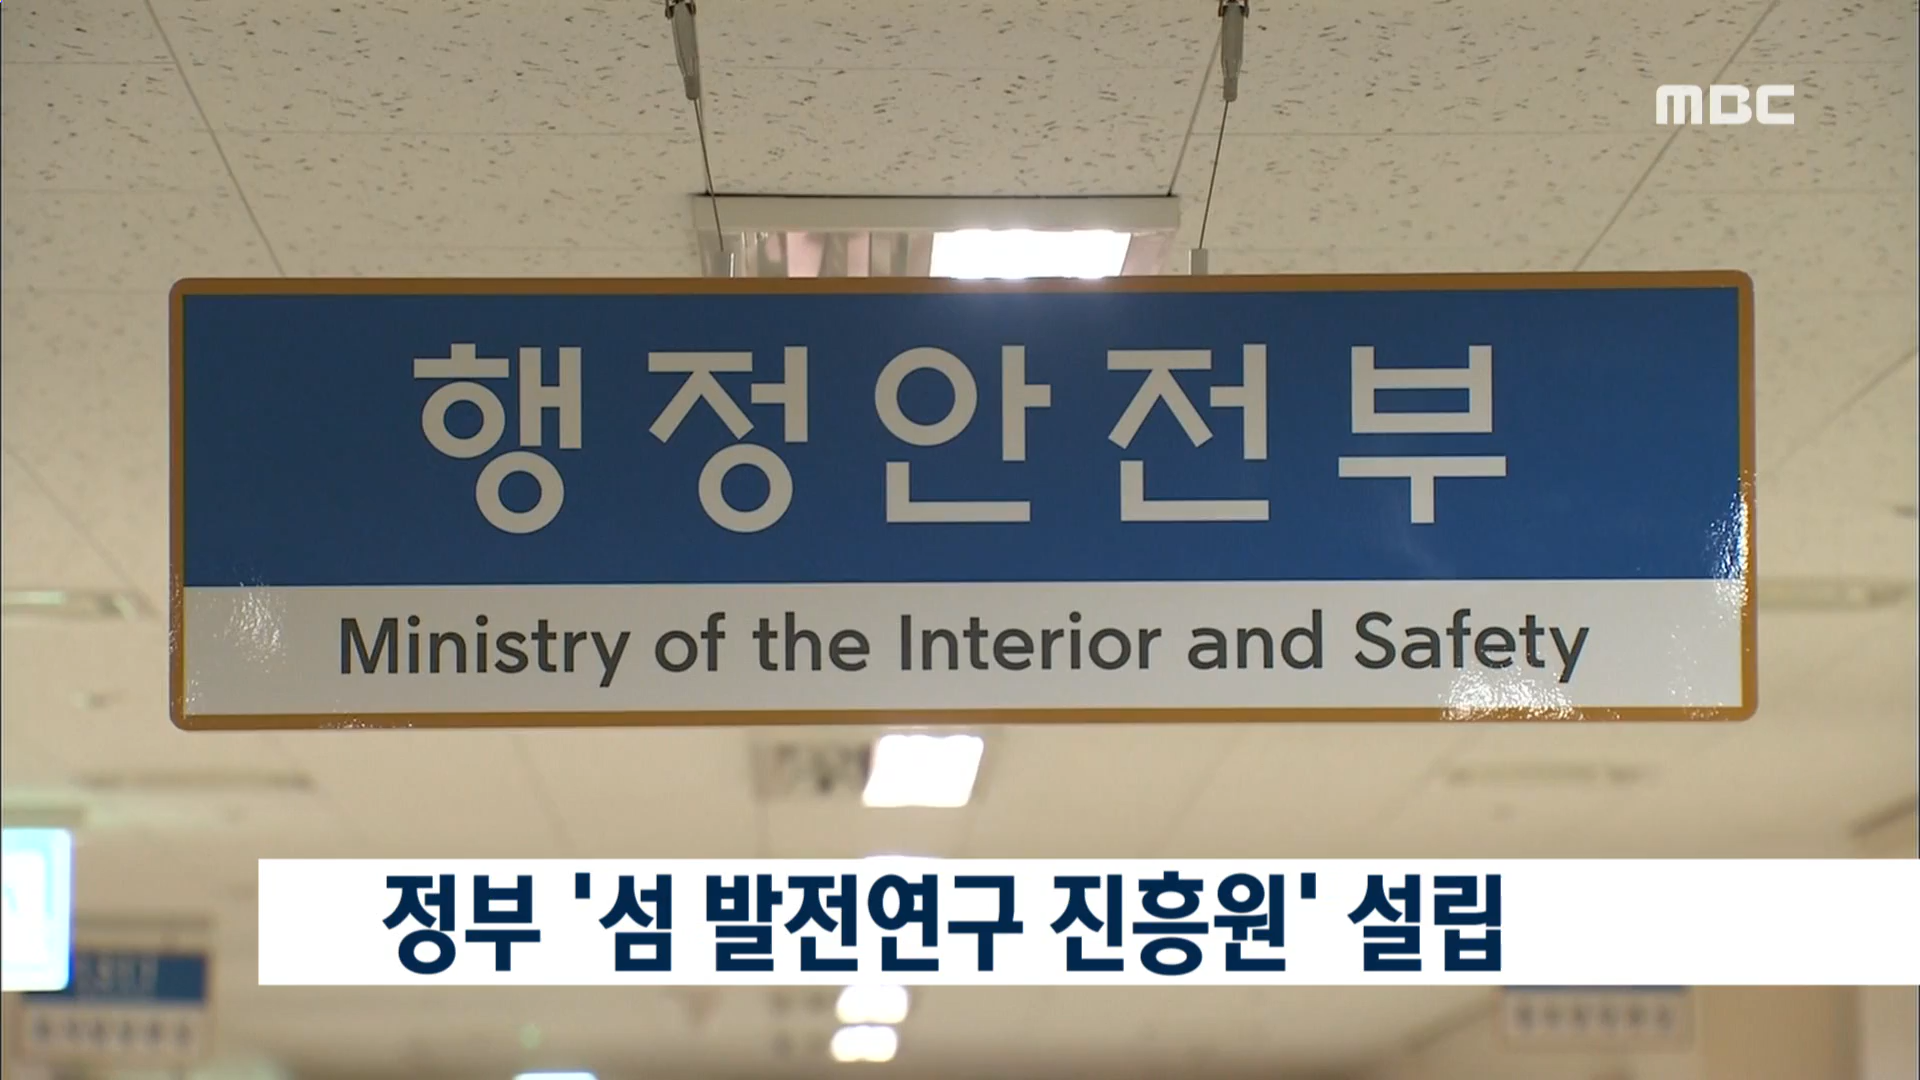 MBC
행정안전부
Ministry of the Interior and Safety
정부 '섬 발전연구 진흥원' 설립